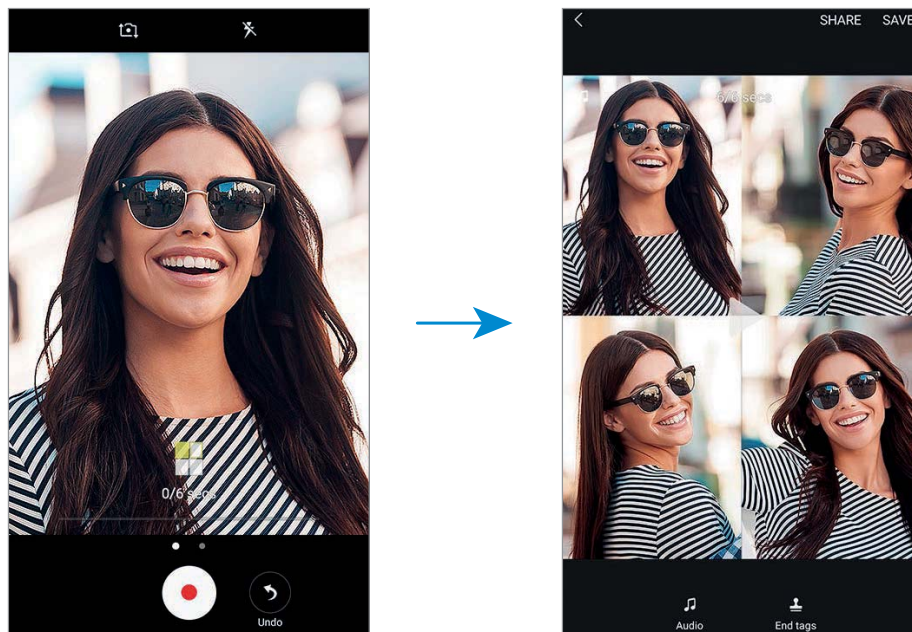 0/6 secs
Undo
SHARE SAVE
6/6 secs
Audio
End tags